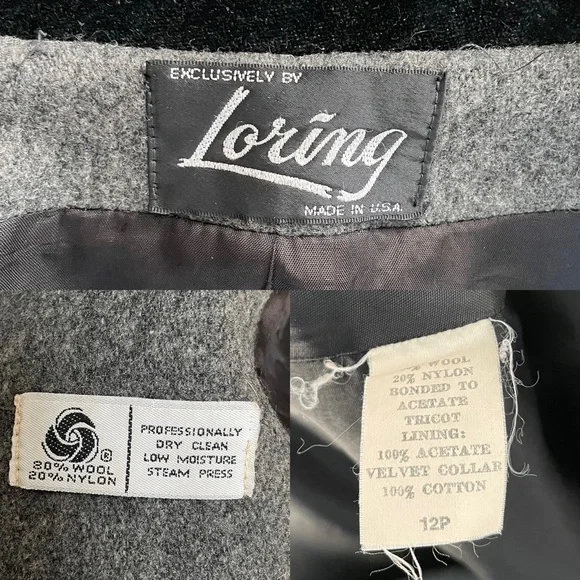 EXCLUSIVELY BY
Loring
MADE IN U.S.A.
®
80% WOOL
20% NYLON
PROFESSIONALLY
DRY CLEAN
LOW MOISTURE
STEAM PRESS
WOOL
20% NYLON
BONDED TO
ACETATE
TRICOT
LINING:
100% ACETATE
VELVET COLLAR
100% COTTON
12P